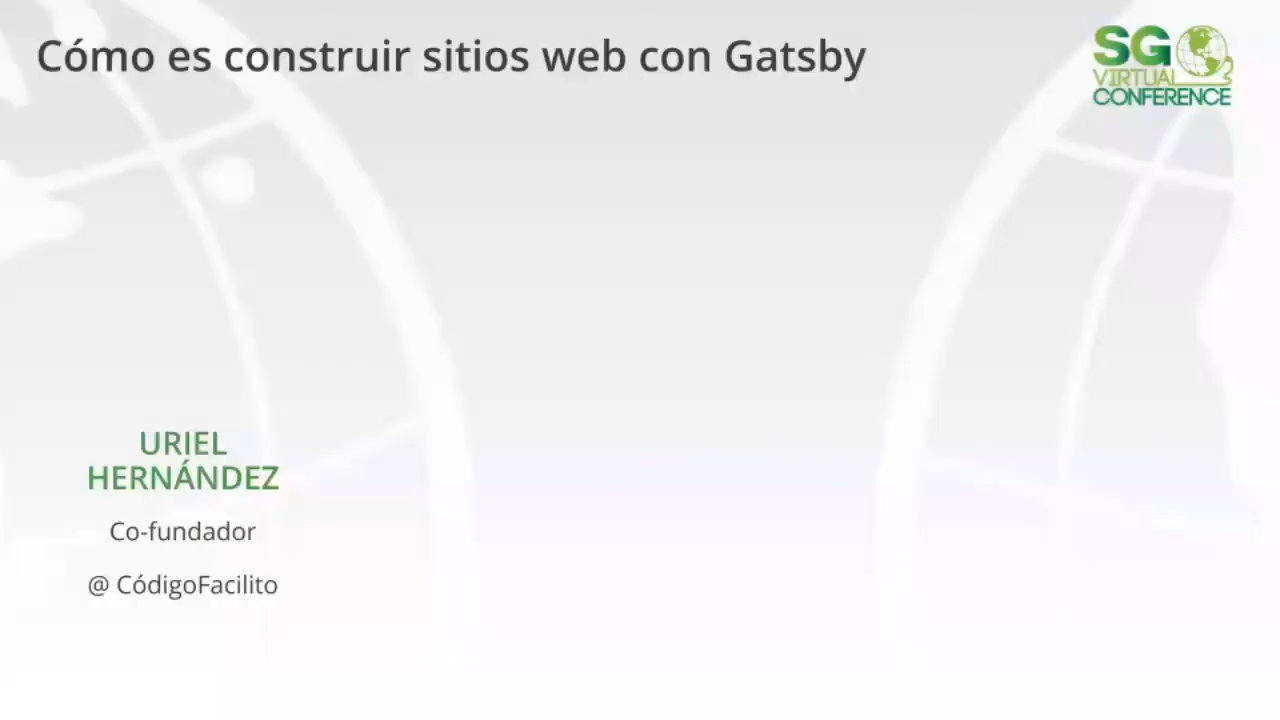 Cómo es construir sitios web con Gatsby
SG
VIRTUAL
CONFERENCE
URIEL
HERNÁNDEZ
Co-fundador
@ CódigoFacilito